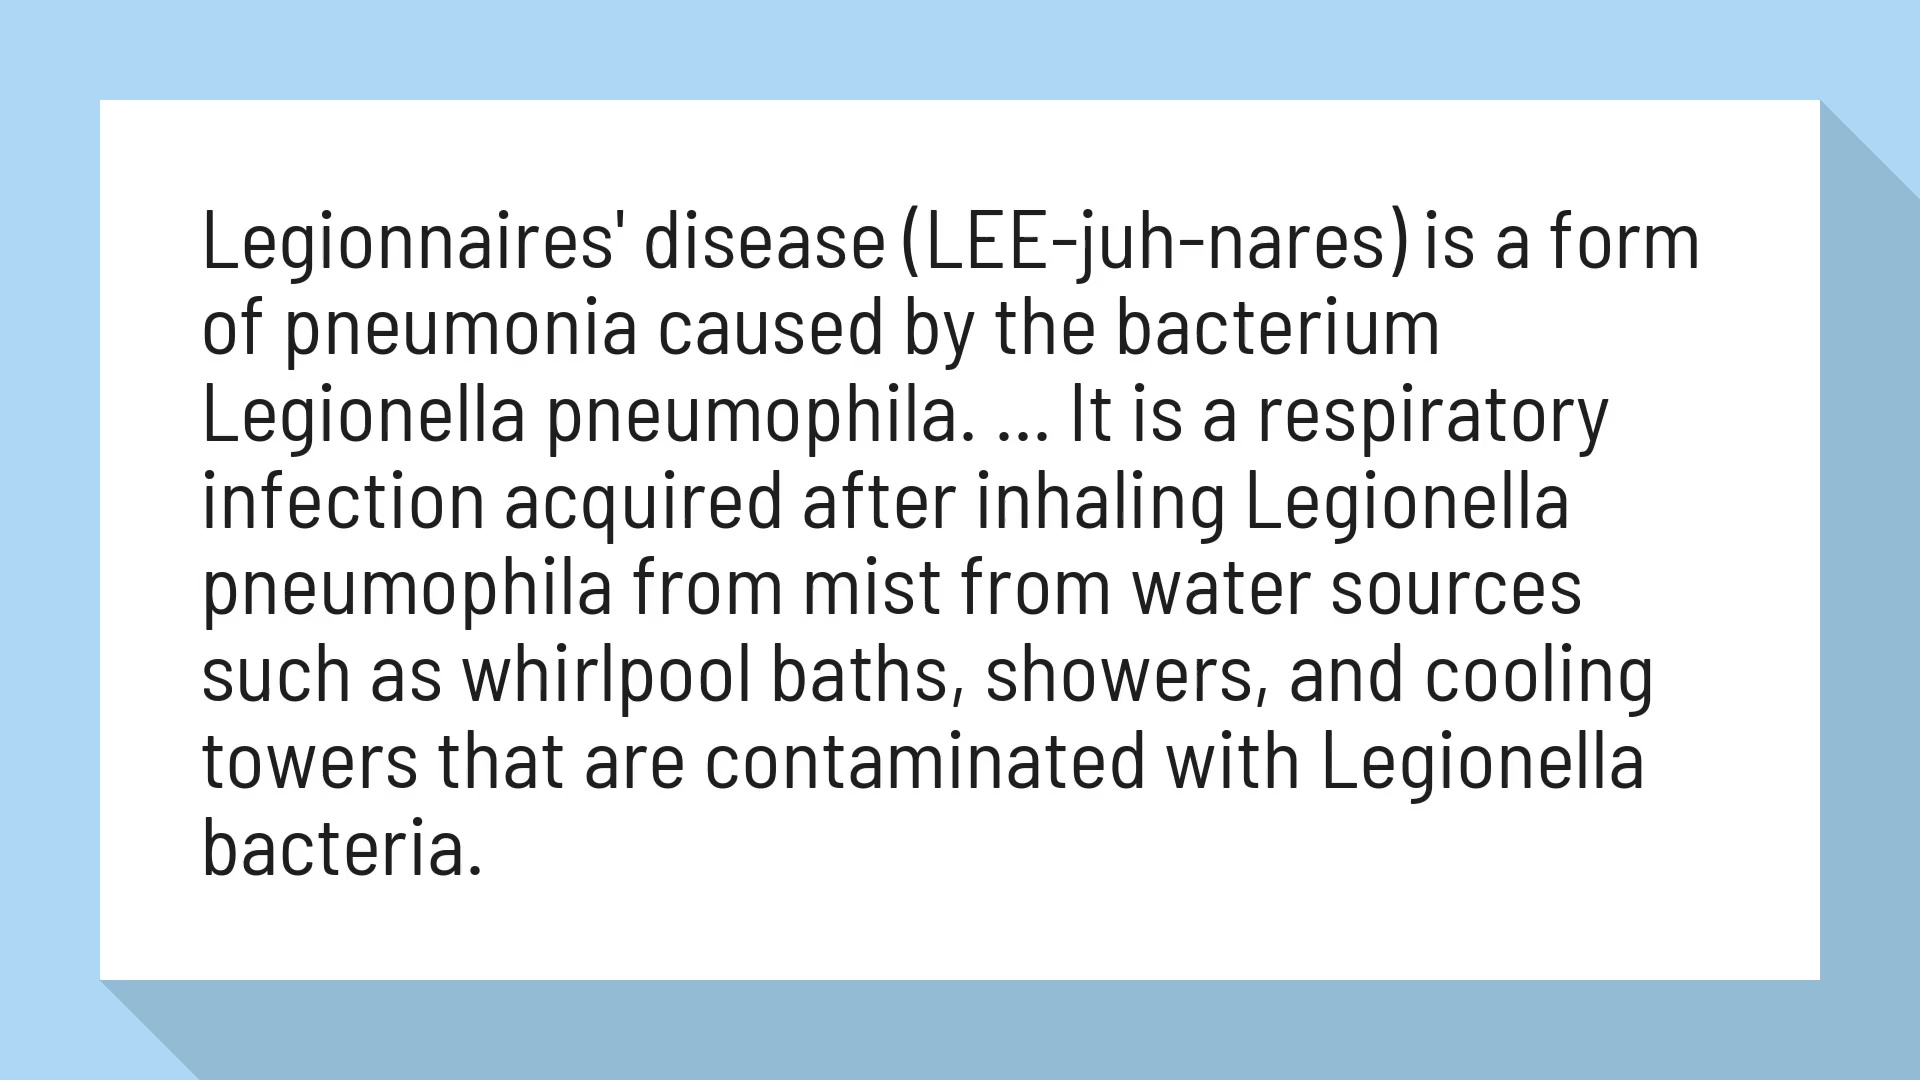 Legionnaires' disease (LEE-juh-nares) is a form
of pneumonia caused by the bacterium
Legionella pneumophila. ... It is a respiratory
infection acquired after inhaling Legionella
pneumophila from mist from water sources
such as whirlpool baths, showers, and cooling
towers that are contaminated with Legionella
bacteria.